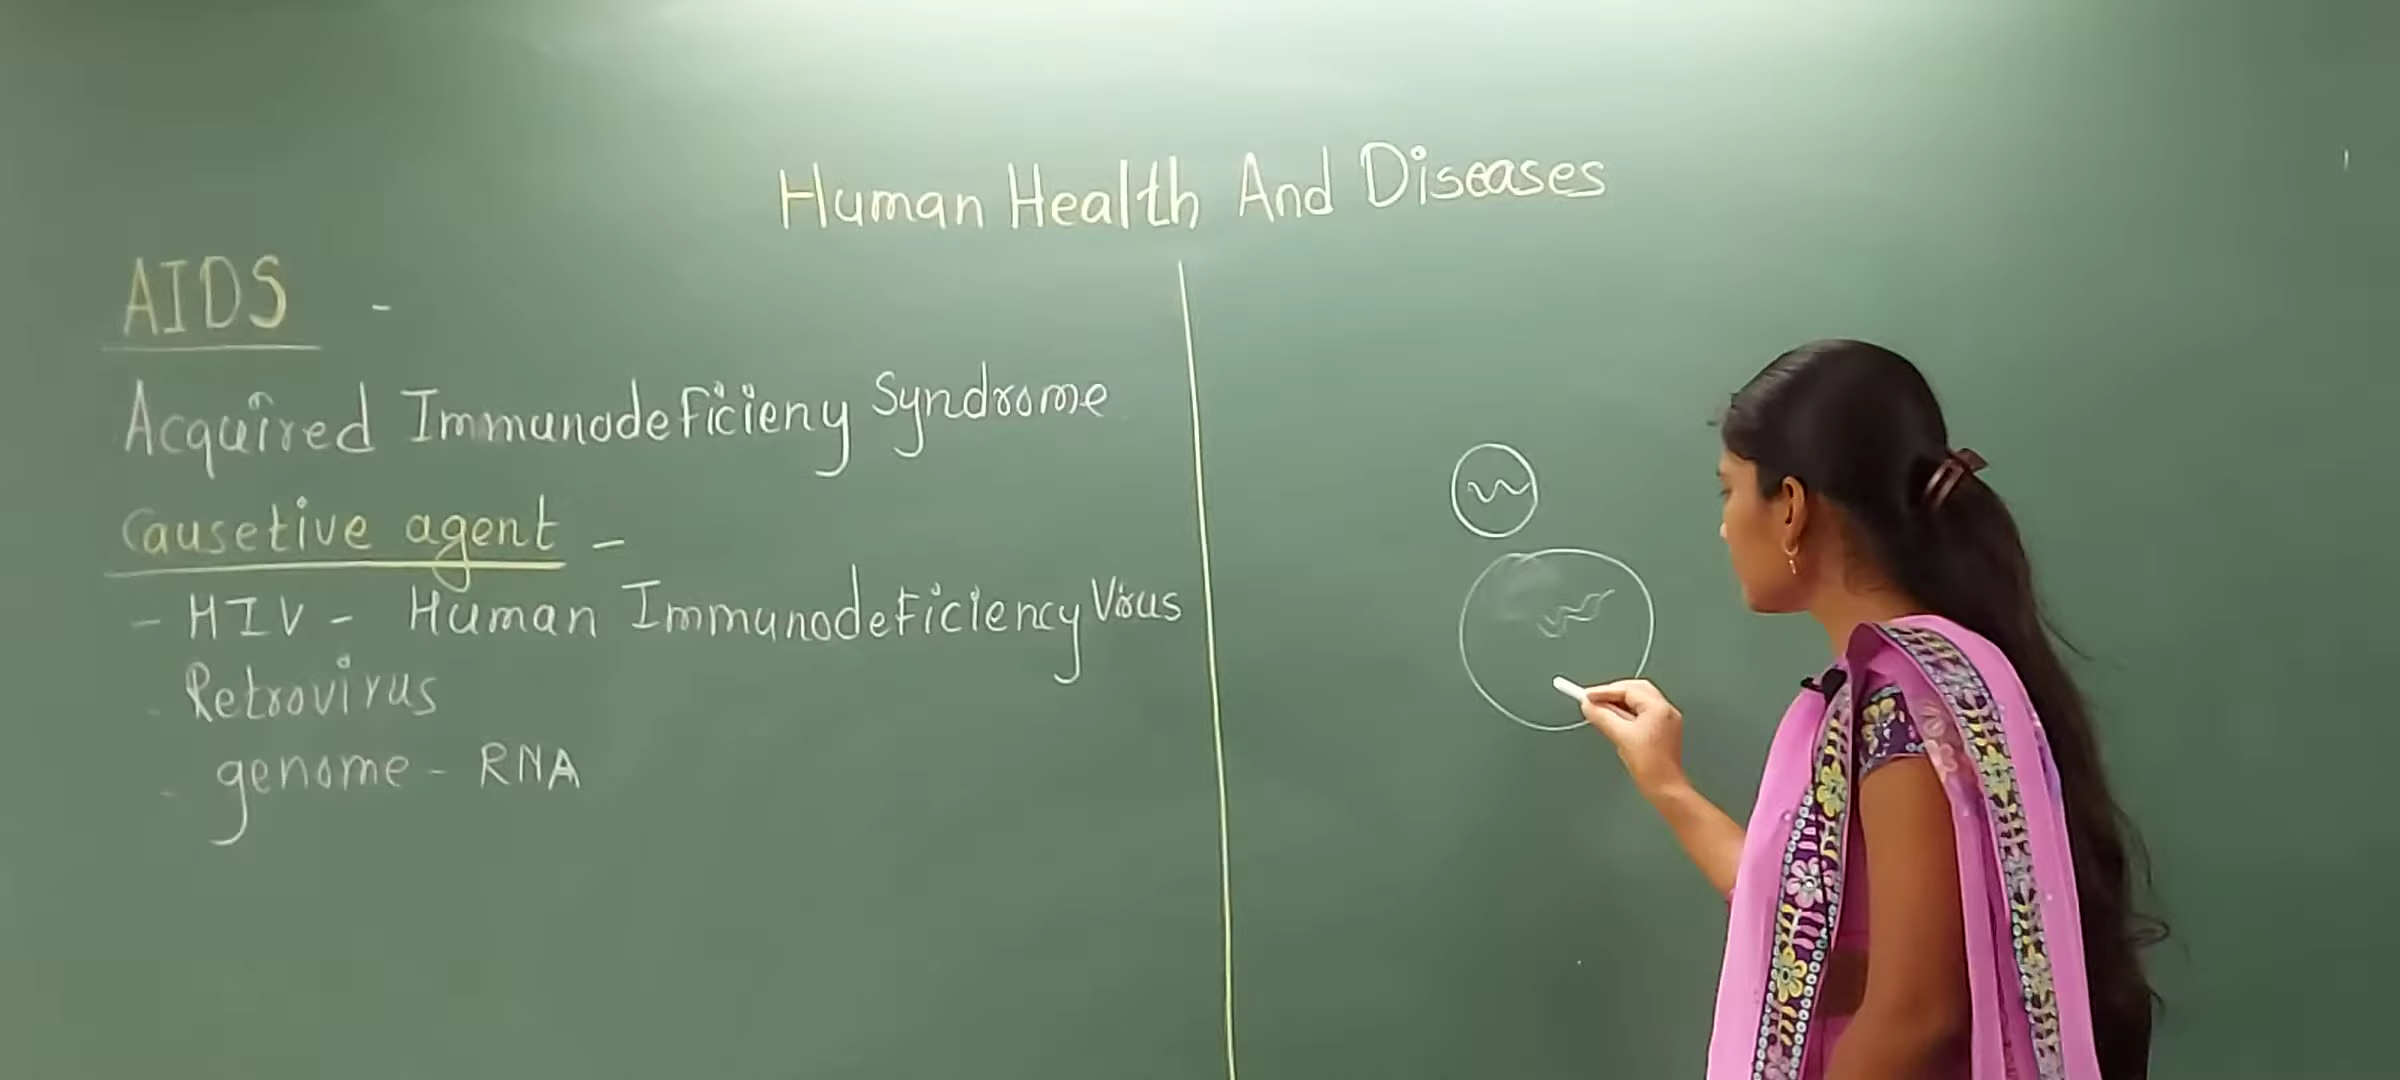 Human Health And Diseases
AIDS -
Acquired Immunodeficieny Syndrome
Causetive agent -
- HIV - Human Immunodeficiency Virus
- Retrovirus
- genome - RNA